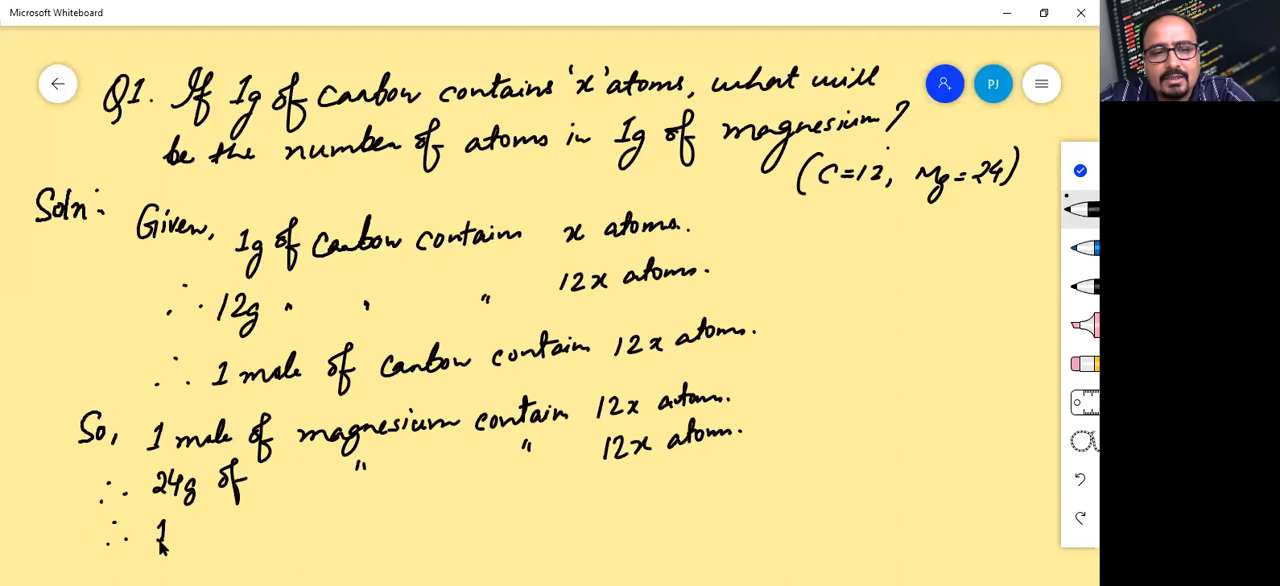 Microsoft Whiteboard
Q1. If 1g of carbon contains 'x' atoms, what will
be the number of atoms in 1g of magnesium?
(C=12, Mg=24)
Soln: Given, 1g of carbon contains x atoms.
∴ 12g " " " 12x atoms.
∴ 1 mole of carbon contain 12x atoms.
So, 1 mole of magnesium contain 12x atoms.
∴ 24g of " " 12x atoms.
∴ 1
PJ